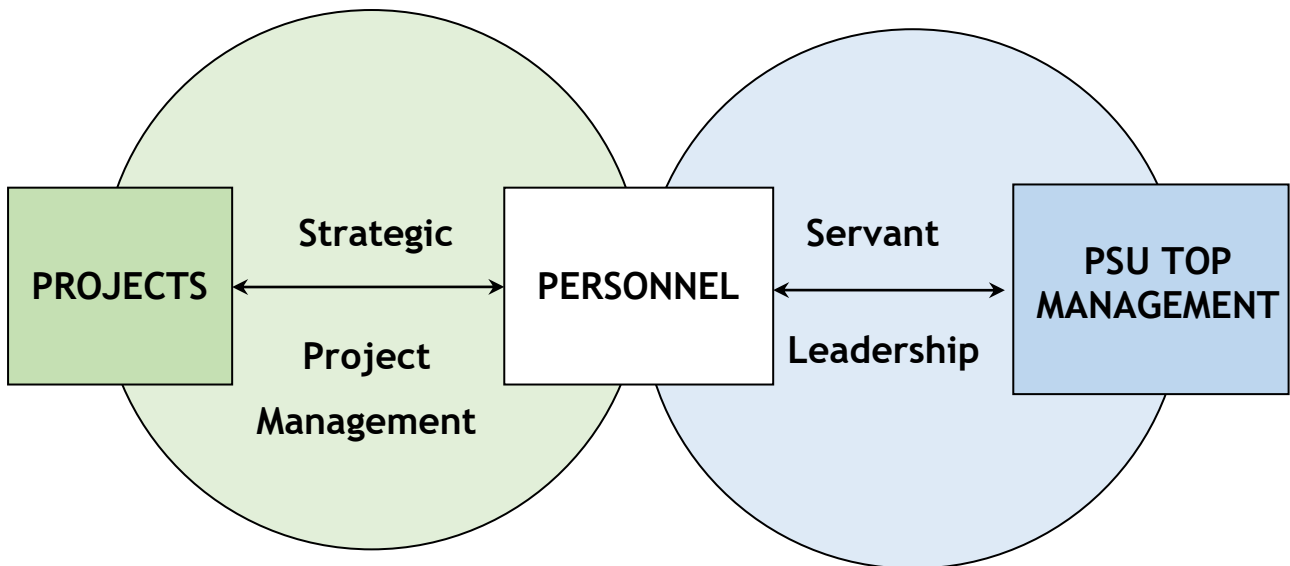 Strategic
Project
Management
Servant
Leadership
PROJECTS
PERSONNEL
PSU TOP
MANAGEMENT